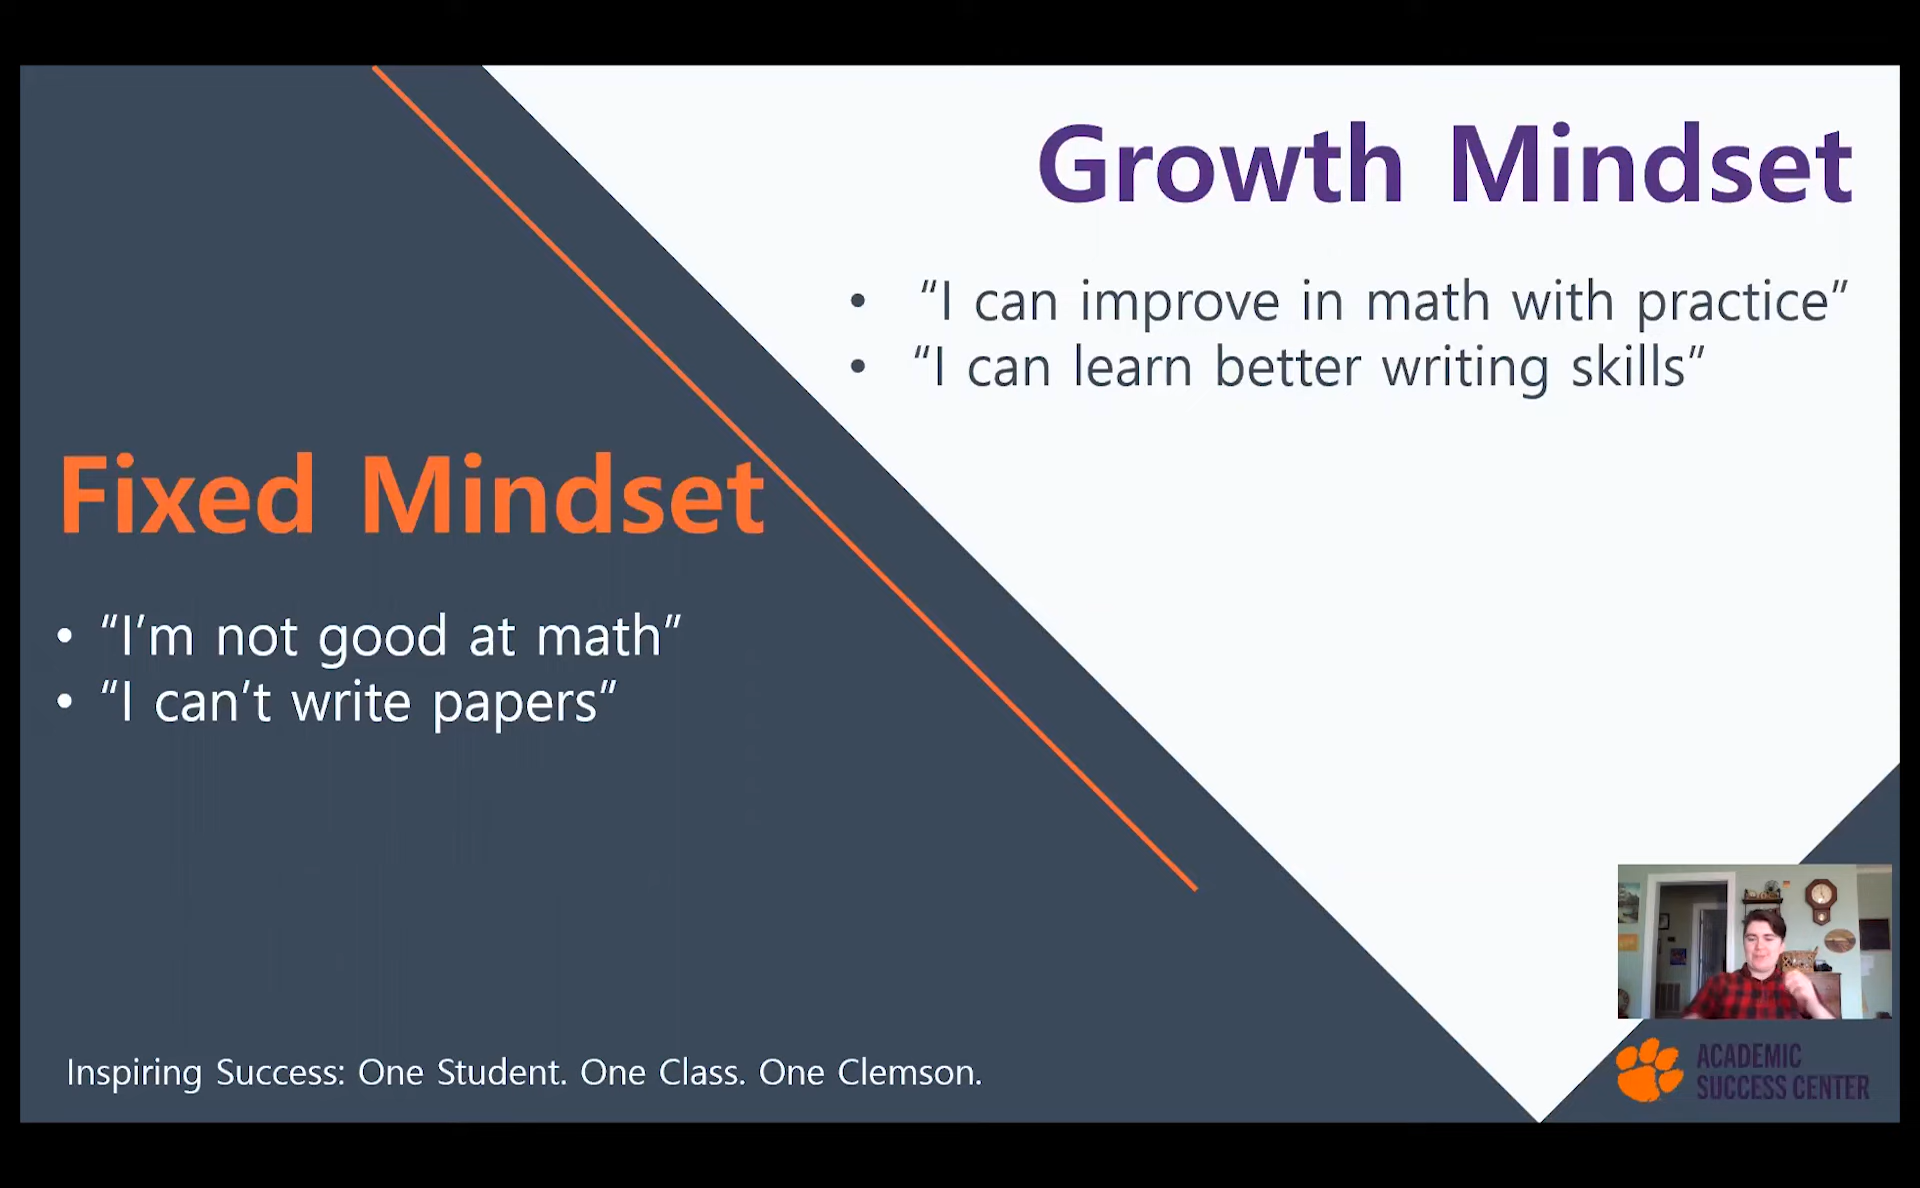 Growth Mindset
• “I can improve in math with practice”
• “I can learn better writing skills”
Fixed Mindset
• “I’m not good at math”
• “I can’t write papers”
Inspiring Success: One Student. One Class. One Clemson.
ACADEMIC
SUCCESS CENTER